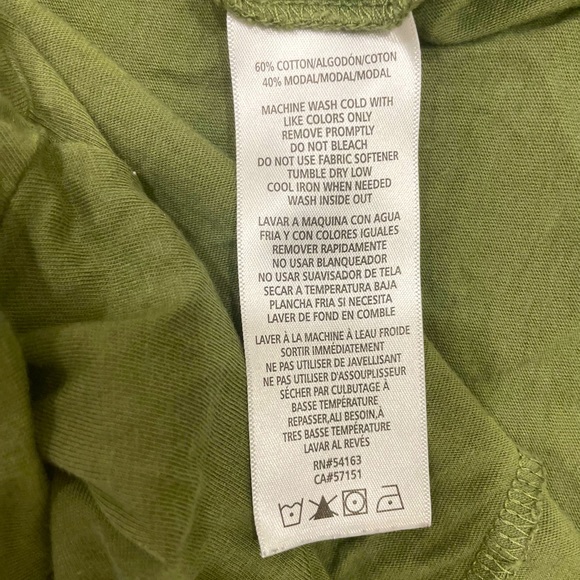 60% COTTON/ALGODÓN/COTON
40% MODAL/MODAL/MODAL
MACHINE WASH COLD WITH
LIKE COLORS ONLY
REMOVE PROMPTLY
DO NOT BLEACH
DO NOT USE FABRIC SOFTENER
TUMBLE DRY LOW
COOL IRON WHEN NEEDED
WASH INSIDE OUT
LAVAR A MAQUINA CON AGUA
FRIA Y CON COLORES IGUALES
REMOVER RAPIDAMENTE
NO USAR BLANQUEADOR
NO USAR SUAVISADOR DE TELA
SECAR A TEMPERATURA BAJA
PLANCHA FRIA SI NECESITA
LAVER DE FOND EN COMBLE
LAVER À LA MACHINE À LEAU FROIDE
SORTIR IMMÉDIATEMENT
NE PAS UTILISER DE JAVELLISANT
NE PAS UTILISER D'ASSOUPLISSEUR
SÉCHER PAR CULBUTAGE À
BASSE TEMPÉRATURE
REPASSER,ALI BESOIN,À
TRES BASSE TEMPÉRATURE
LAVAR AL REVÉS
RN#54163
CA#57151